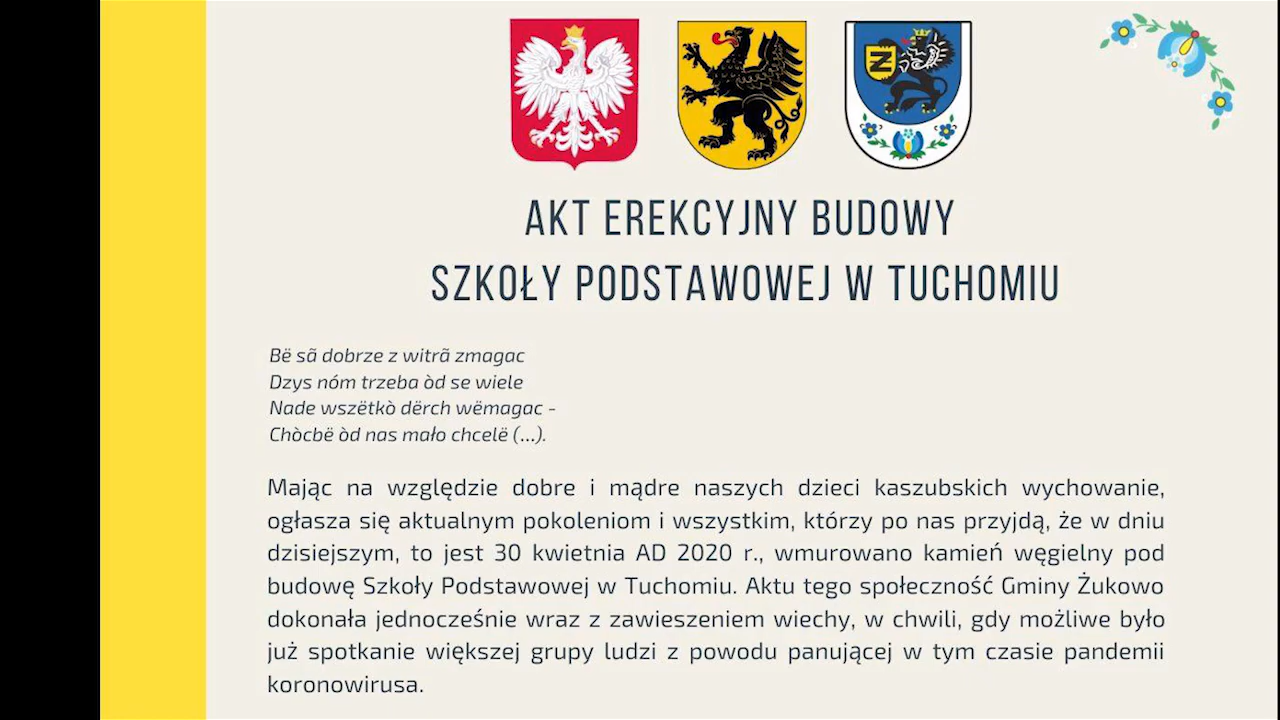 Z
AKT EREKCYJNY BUDOWY
SZKOŁY PODSTAWOWEJ W TUCHOMIU
Bë sã dobrze z witrã zmagac
Dzys nóm trzeba òd se wiele
Nade wszëtkò dërch wëmagac -
Chòcbë òd nas mało chcelë (...).
Mając na względzie dobre i mądre naszych dzieci kaszubskich wychowanie,
ogłasza się aktualnym pokoleniom i wszystkim, którzy po nas przyjdą, że w dniu
dzisiejszym, to jest 30 kwietnia AD 2020 r., wmurowano kamień węgielny pod
budowę Szkoły Podstawowej w Tuchomiu. Aktu tego społeczność Gminy Żukowo
dokonała jednocześnie wraz z zawieszeniem wiechy, w chwili, gdy możliwe było
już spotkanie większej grupy ludzi z powodu panującej w tym czasie pandemii
koronowirusa.